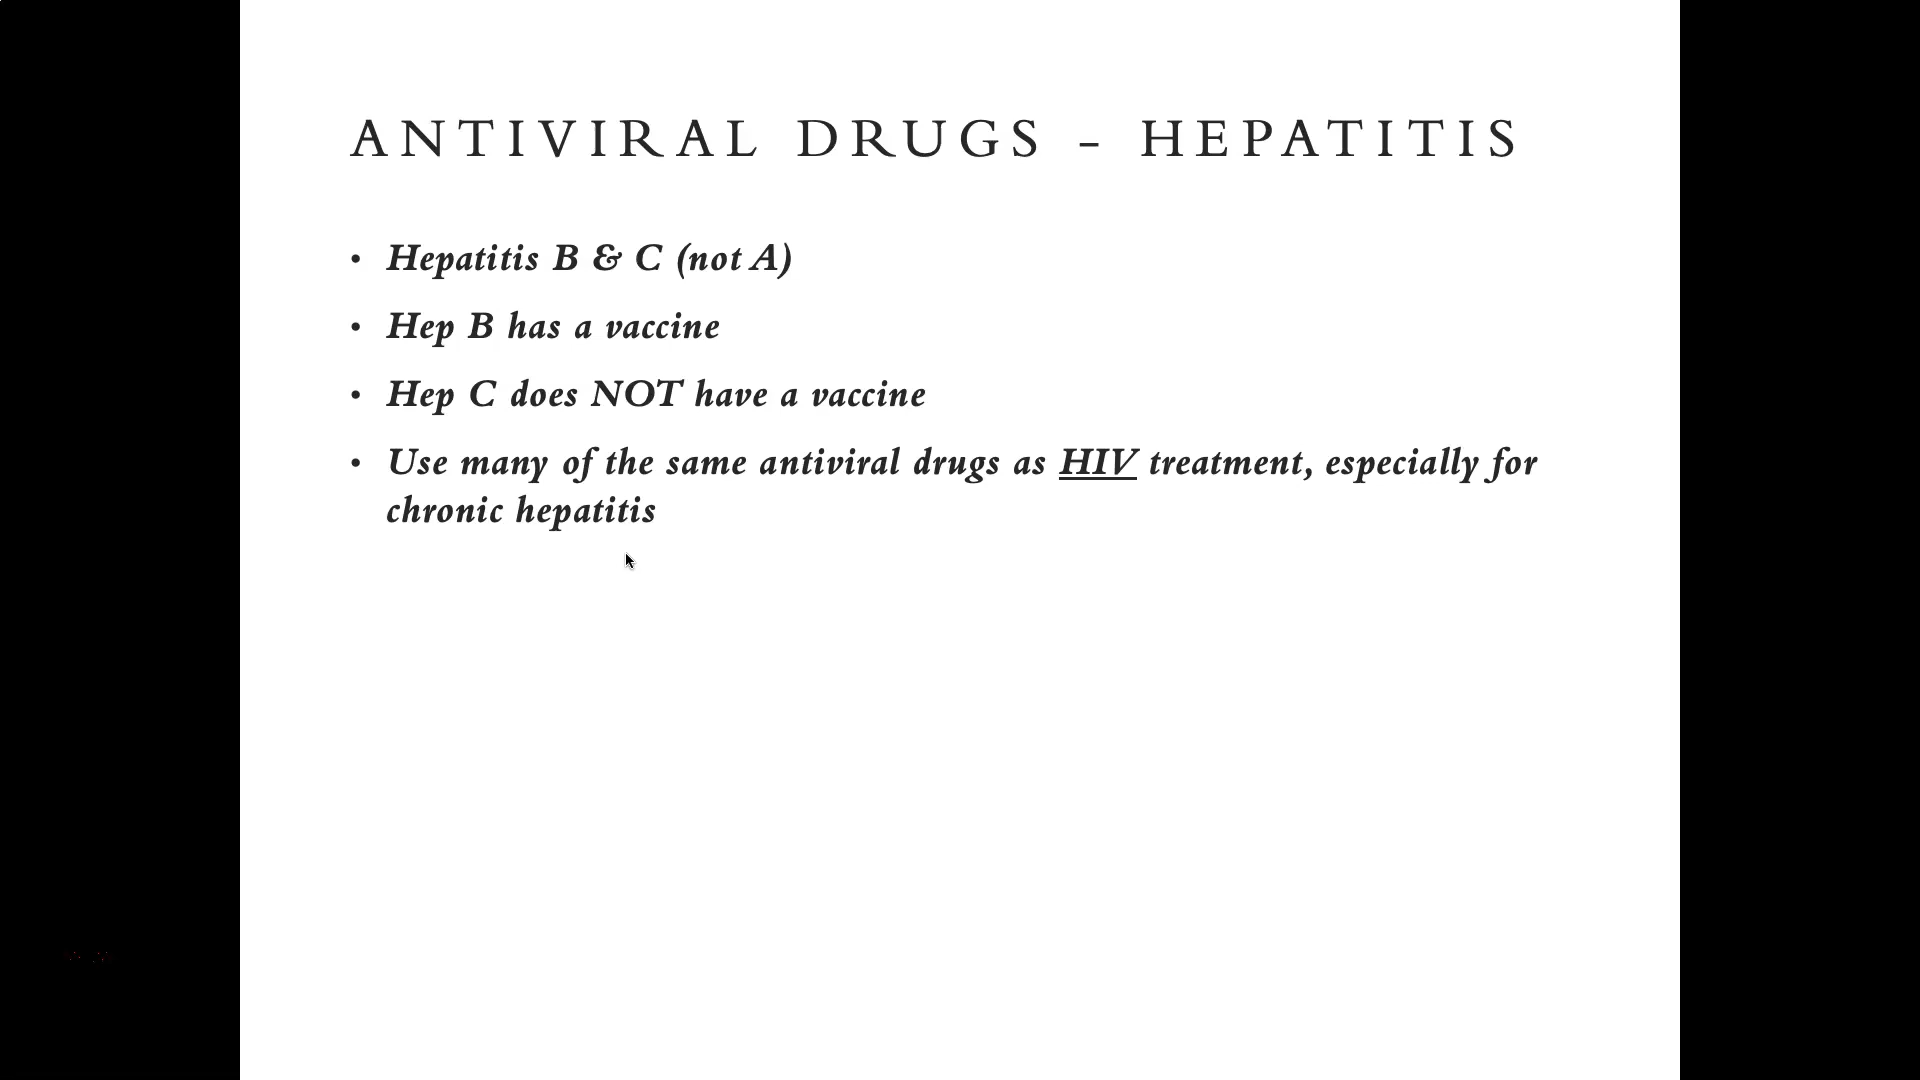 ANTIVIRAL DRUGS – HEPATITIS
• Hepatitis B & C (not A)
• Hep B has a vaccine
• Hep C does NOT have a vaccine
• Use many of the same antiviral drugs as HIV treatment, especially for
chronic hepatitis